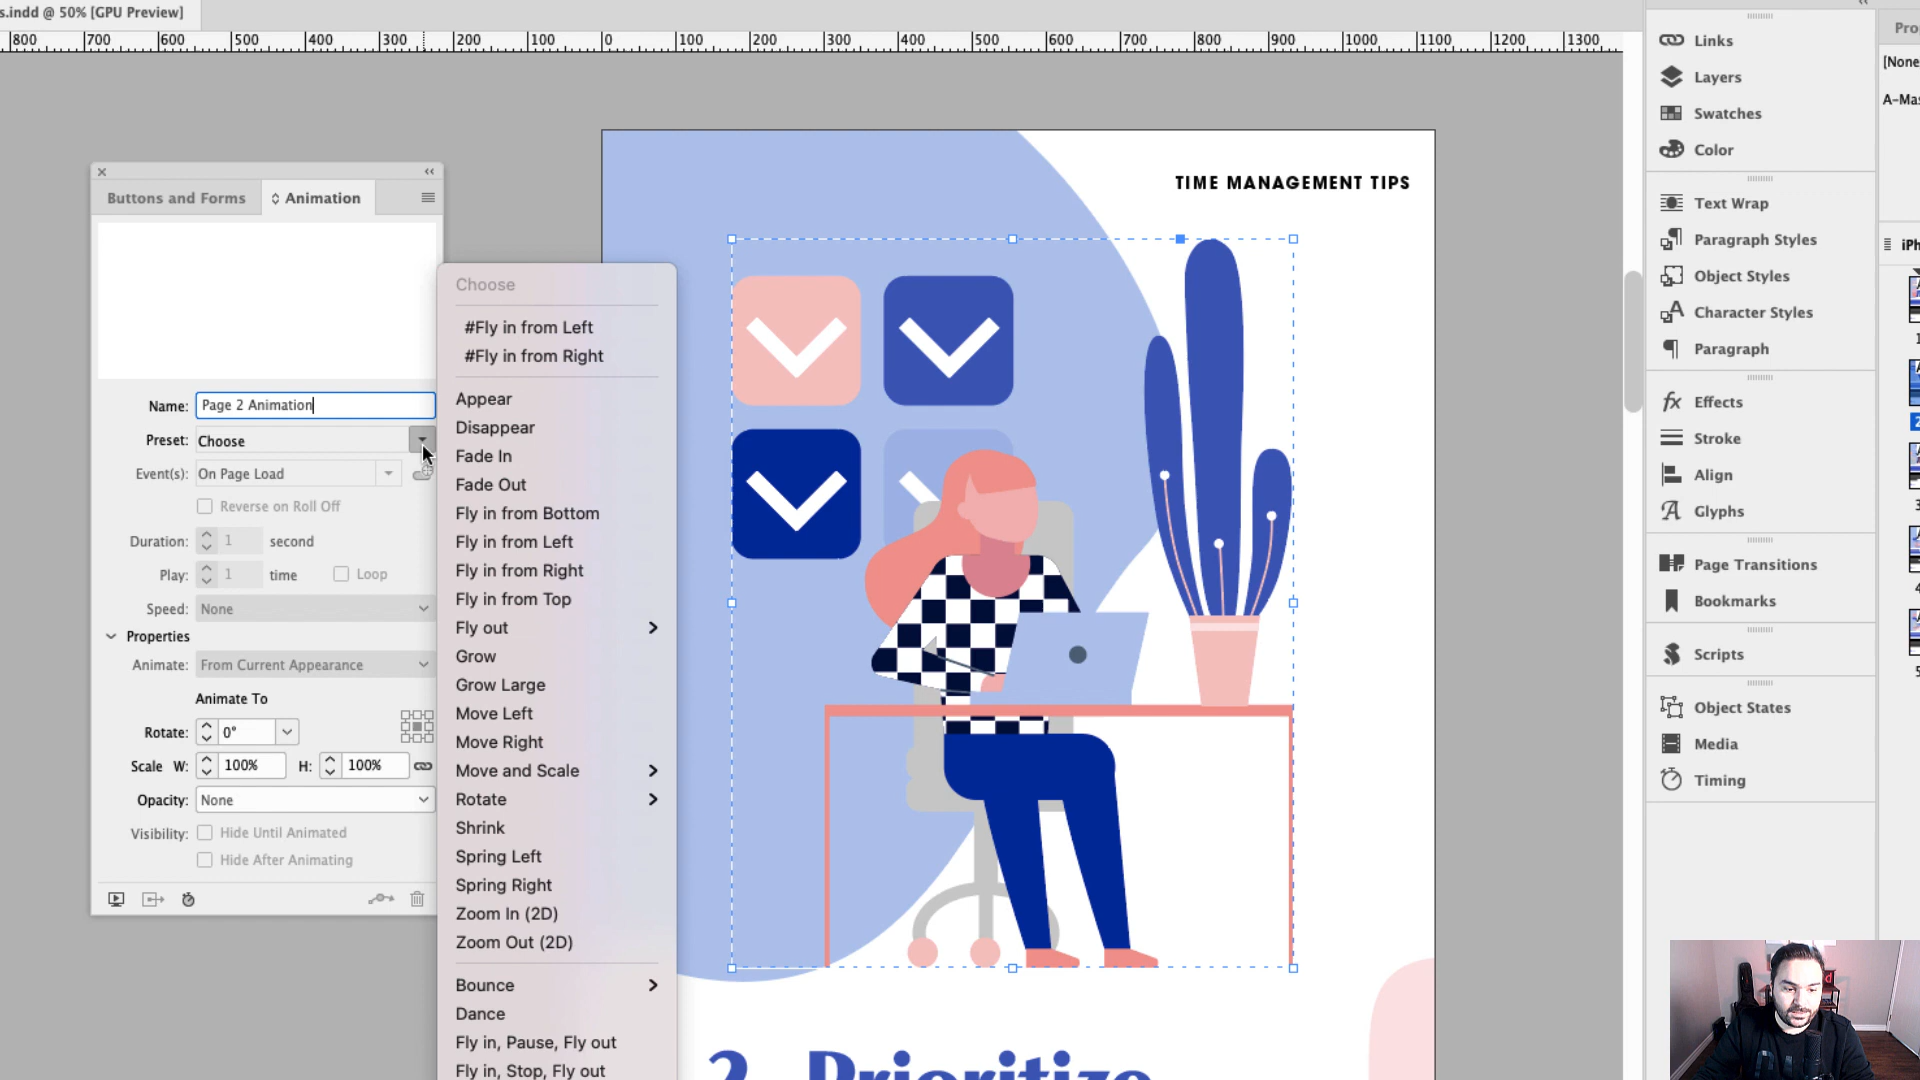 s.indd @ 50% [GPU Preview]
800 700 600 500 400 300 200 100 0 100 200 300 400 500 600 700 800 900 1000 1100 1200 1300
Buttons and Forms
Animation
Name: Page 2 Animation
Preset: Choose
Event(s): On Page Load
Reverse on Roll Off
Duration: 1 second
Play: 1 time Loop
Speed: None
Properties
Animate: From Current Appearance
Animate To
Rotate: 0°
Scale W: 100% H: 100%
Opacity: None
Visibility: Hide Until Animated
Hide After Animating
Choose
#Fly in from Left
#Fly in from Right
Appear
Disappear
Fade In
Fade Out
Fly in from Bottom
Fly in from Left
Fly in from Right
Fly in from Top
Fly out
Grow
Grow Large
Move Left
Move Right
Move and Scale
Rotate
Shrink
Spring Left
Spring Right
Zoom In (2D)
Zoom Out (2D)
Bounce
Dance
Fly in, Pause, Fly out
Fly in, Stop, Fly out
TIME MANAGEMENT TIPS
2. Prioritize
Links
Layers
Swatches
Color
Text Wrap
Paragraph Styles
Object Styles
Character Styles
Paragraph
Effects
Stroke
Align
Glyphs
Page Transitions
Bookmarks
Scripts
Object States
Media
Timing
[None
A-Mas
iPh